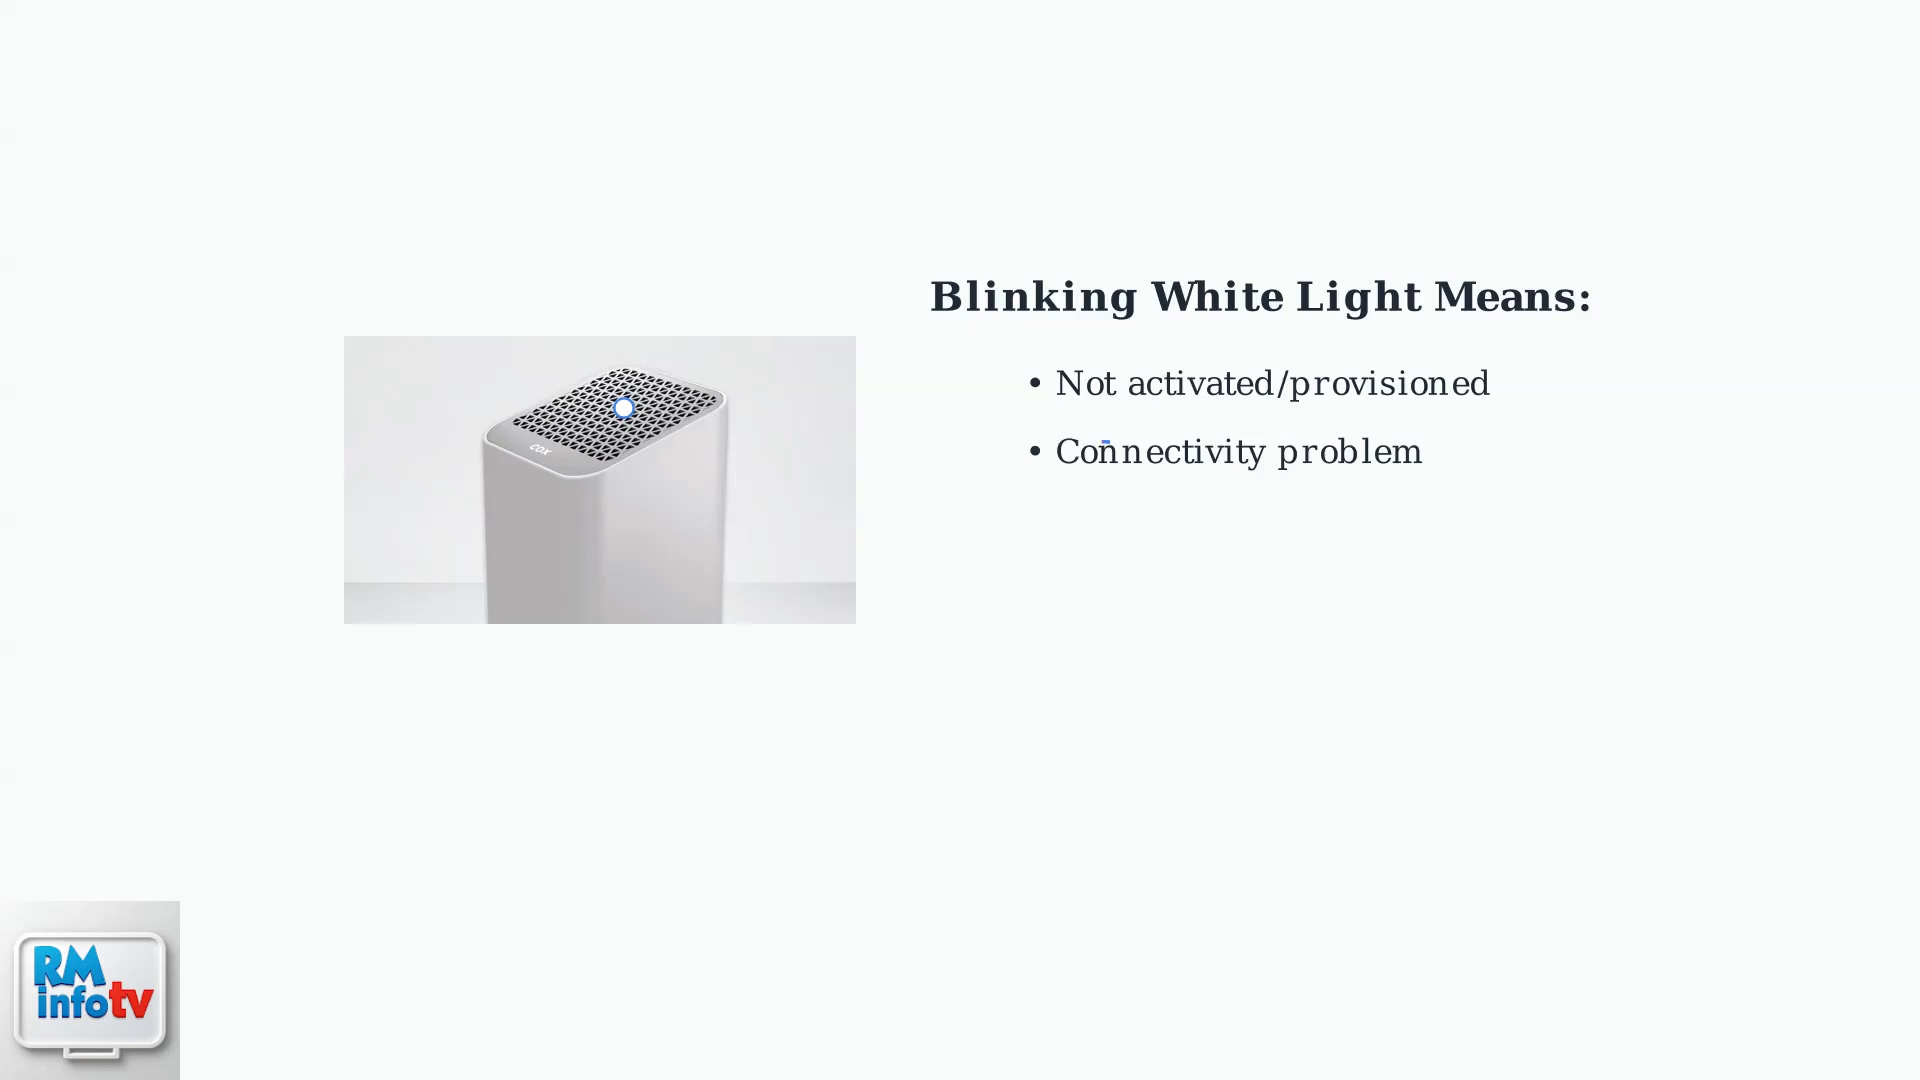 Blinking White Light Means:
• Not activated/provisioned
• Connectivity problem
cox
RM
infotv